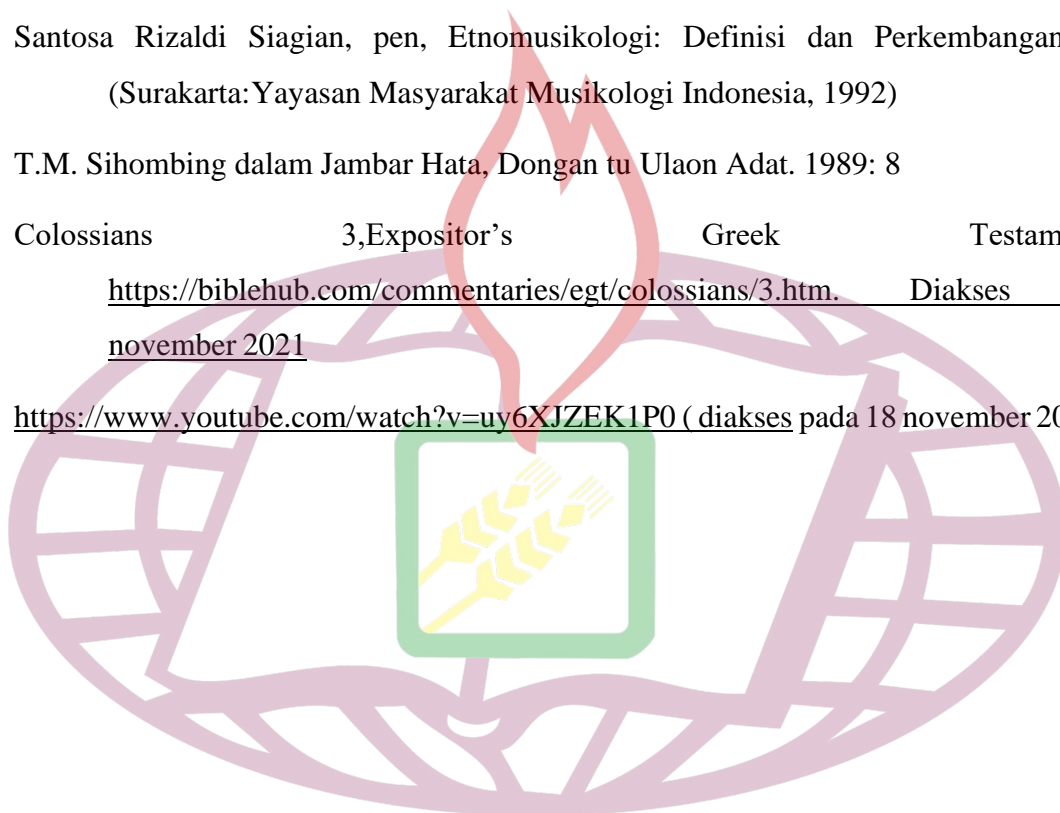 Santosa Rizaldi Siagian, pen, Etnomusikologi: Definisi dan Perkembangan
(Surakarta:Yayasan Masyarakat Musikologi Indonesia, 1992)
T.M. Sihombing dalam Jambar Hata, Dongan tu Ulaon Adat. 1989: 8
Colossians 3,Expositor’s Greek Testam
https://biblehub.com/commentaries/egt/colossians/3.htm. Diakses
november 2021
https://www.youtube.com/watch?v=uy6XJZEK1P0 ( diakses pada 18 november 20